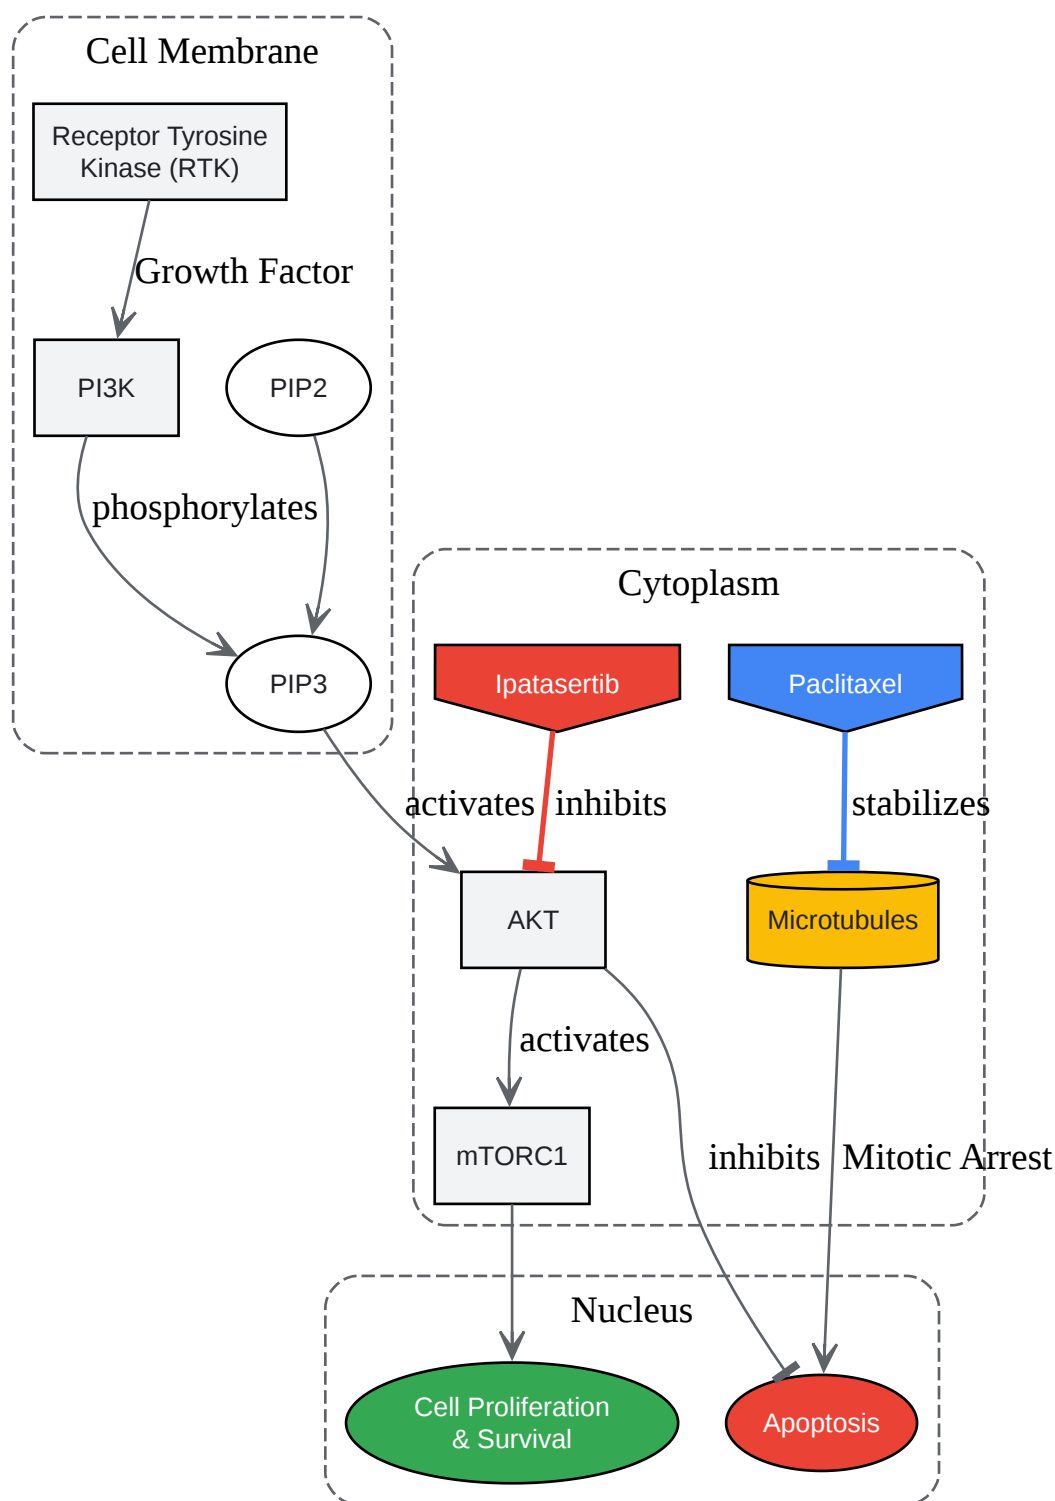 Cell Membrane
Receptor Tyrosine
Kinase (RTK)
Growth Factor
PI3K
PIP2
phosphorylates
PIP3
Cytoplasm
Ipatasertib
Paclitaxel
activates
inhibits
stabilizes
AKT
Microtubules
activates
mTORC1
inhibits
Mitotic Arrest
Nucleus
Cell Proliferation
& Survival
Apoptosis